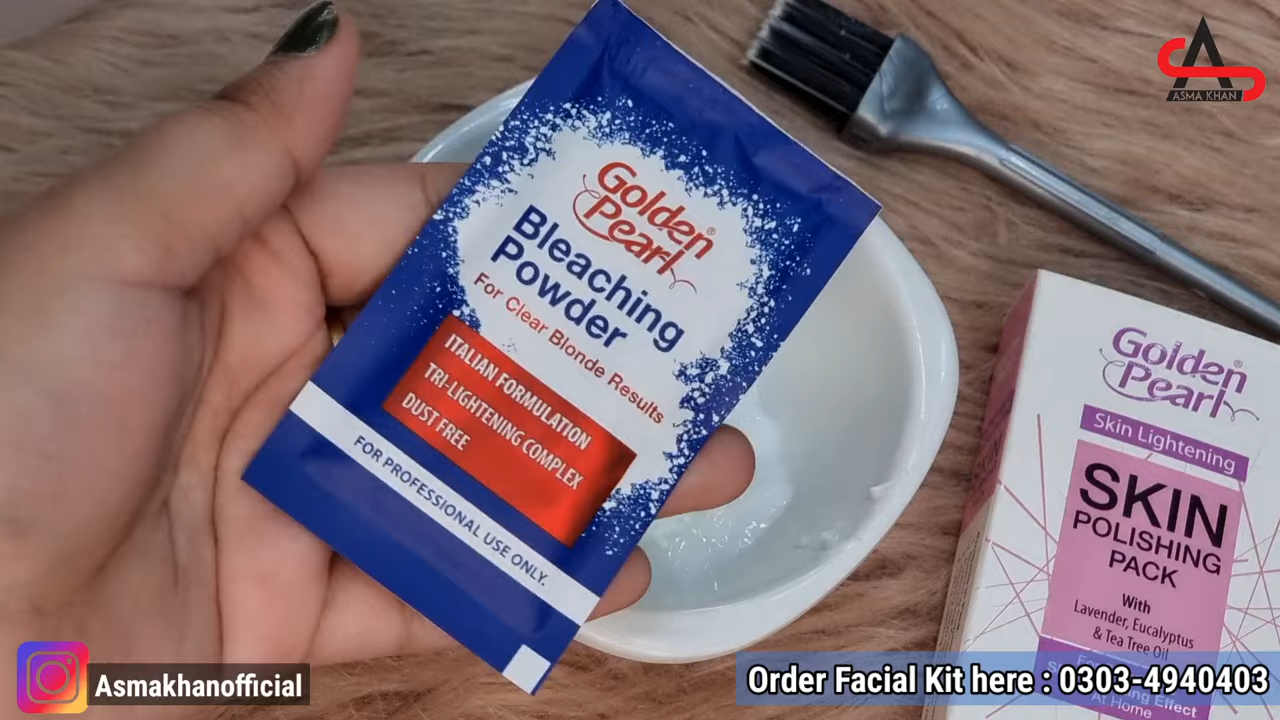 Golden
Pearl
Bleaching
Powder
For Clear Blonde Results
ITALIAN FORMULATION
TRI-LIGHTENING COMPLEX
DUST FREE
FOR PROFESSIONAL USE ONLY.
ASMA KHAN
Golden
Pearl
Skin Lightening
SKIN
POLISHING
PACK
With
Lavender, Eucalyptus
& Tea Tree Oil
At Home
Asmakhanofficial
Order Facial Kit here : 0303-4940403